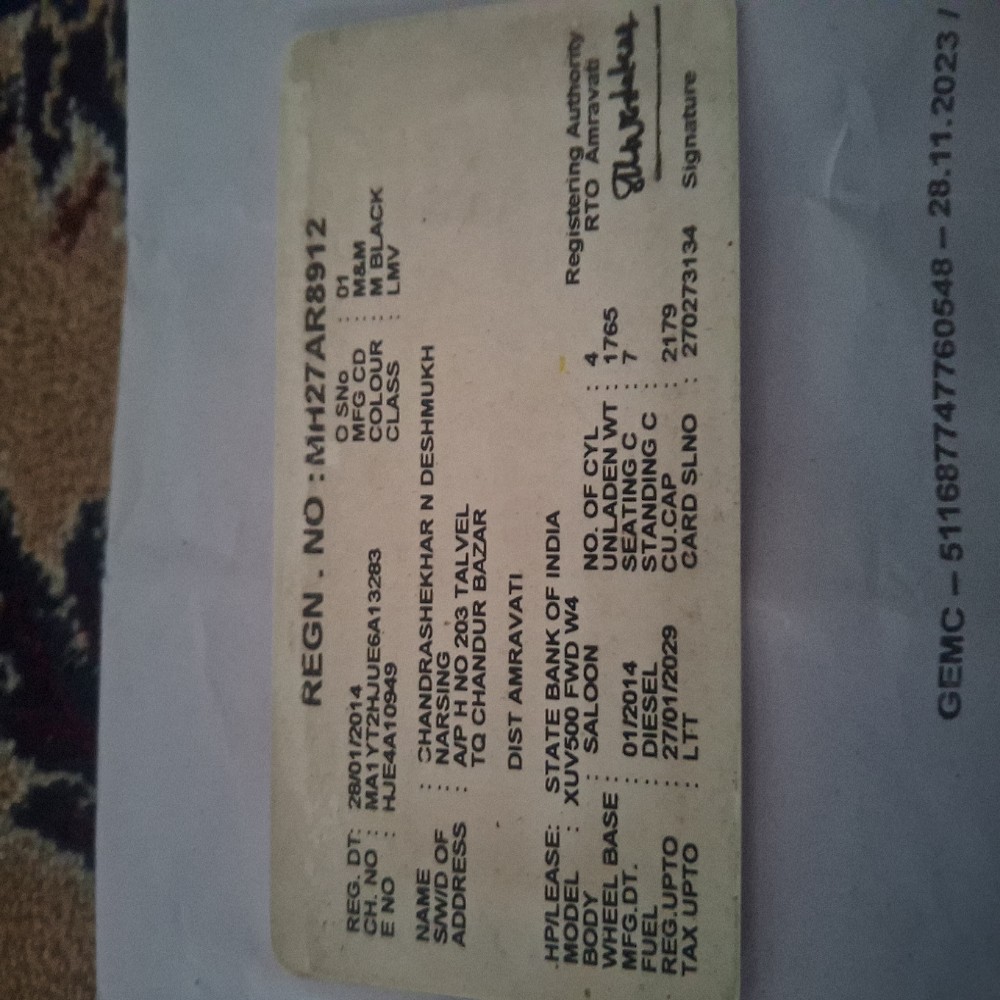 REGN . NO : MH27AR8912
REG. DT: 28/01/2014 O SNo : 01
CH. NO : MA1YT2HJUE6A13283 MFG CD : M&M
E NO : HJE4A10949 COLOUR : M BLACK
CLASS : LMV
NAME : CHANDRASHEKHAR N DESHMUKH
S/W/D OF : NARSING
ADDRESS : A/P H NO 203 TALVEL
TQ CHANDUR BAZAR
DIST AMRAVATI
HP/LEASE: STATE BANK OF INDIA
MODEL : XUV500 FWD W4
BODY : SALOON NO. OF CYL : 4
WHEEL BASE : UNLADEN WT : 1765
MFG.DT. : 01/2014 SEATING C : 7
FUEL : DIESEL STANDING C :
REG.UPTO : 27/01/2029 CU.CAP : 2179
TAX UPTO : LTT CARD SLNO : 270273134
Registering Authority
RTO Amravati
Signature
GEMC – 511687747760548 – 28.11.2023 /